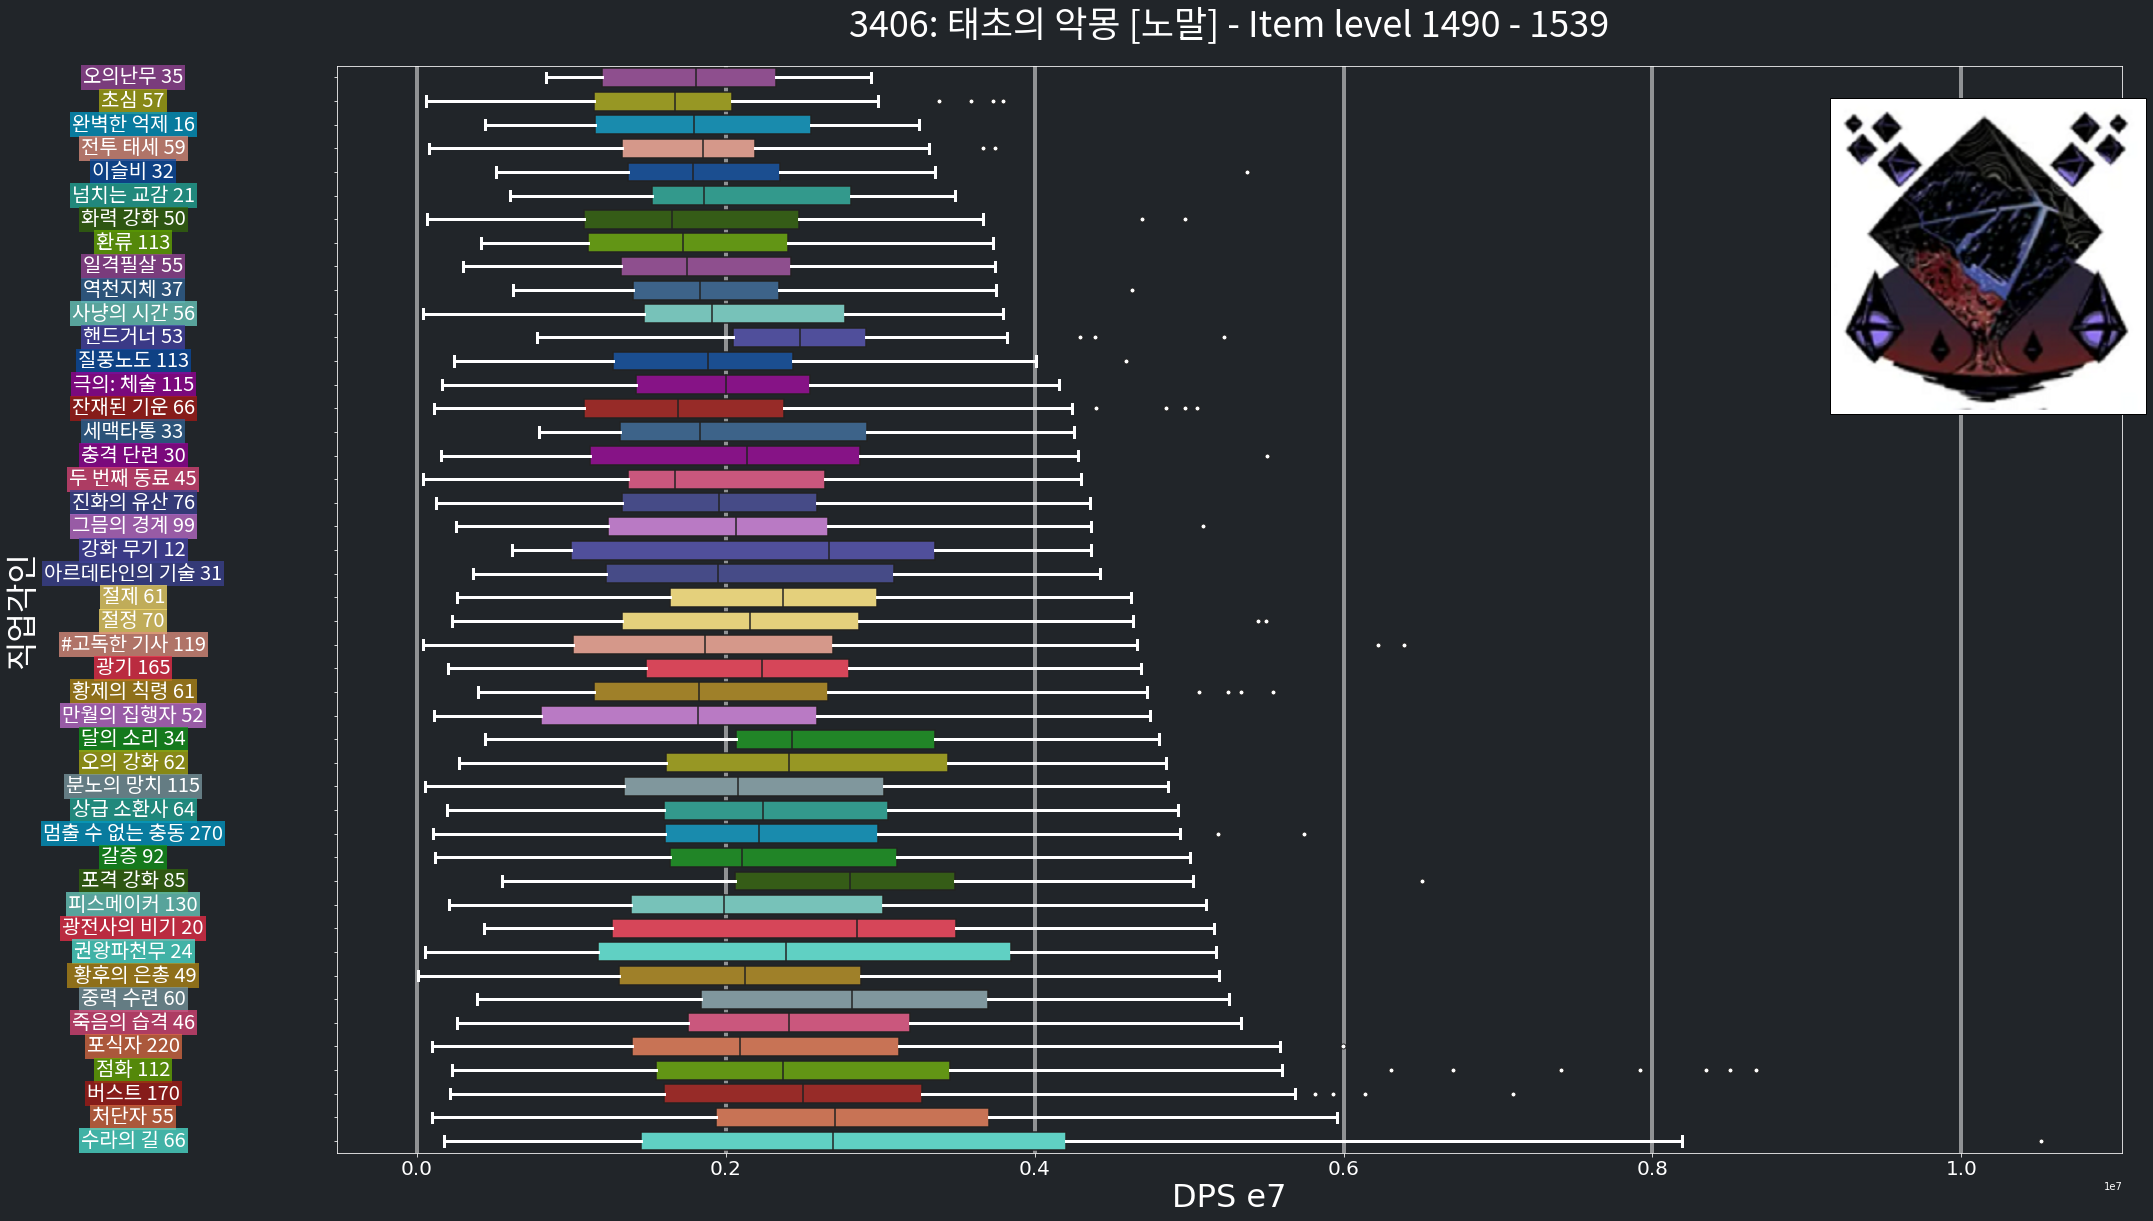 3406: 태초의 악몽 [노말] - Item level 1490 - 1539
오의난무 35
초심 57
완벽한 억제 16
전투 태세 59
이슬비 32
넘치는 교감 21
화력 강화 50
환류 113
일격필살 55
역천지체 37
사냥의 시간 56
핸드거너 53
질풍노도 113
극의: 체술 115
잔재된 기운 66
세맥타통 33
충격 단련 30
두 번째 동료 45
진화의 유산 76
그믐의 경계 99
강화 무기 12
아르데타인의 기술 31
절제 61
절정 70
#고독한 기사 119
광기 165
황제의 칙령 61
만월의 집행자 52
달의 소리 34
오의 강화 62
분노의 망치 115
상급 소환사 64
멈출 수 없는 충동 270
갈증 92
포격 강화 85
피스메이커 130
광전사의 비기 20
권왕파천무 24
황후의 은총 49
중력 수련 60
죽음의 습격 46
포식자 220
점화 112
버스트 170
처단자 55
수라의 길 66
직업각인
0.0 0.2 0.4 0.6 0.8 1.0
1e7
DPS e7